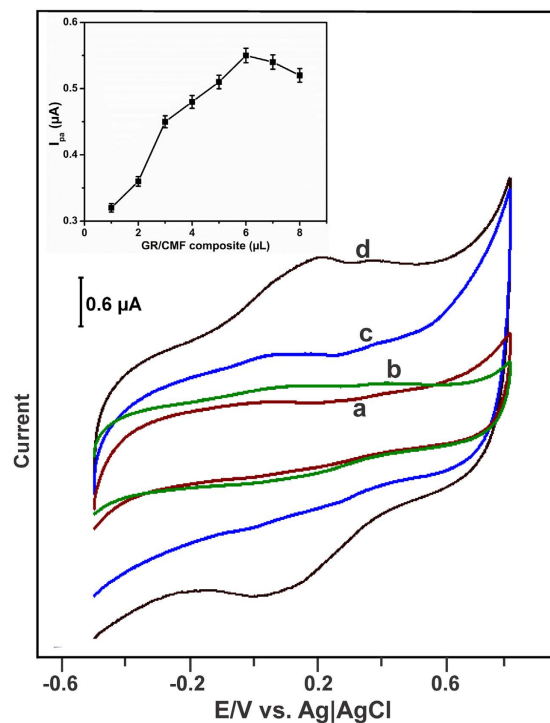 0.6
0.5
0.4
0.3
I_pa (µA)
0 2 4 6 8
GR/CMF composite (µL)
0.6 µA
d
c
b
a
Current
-0.6 -0.2 0.2 0.6
E/V vs. Ag|AgCl